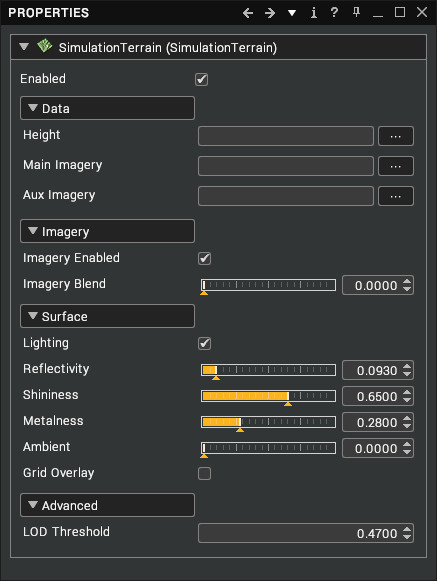 PROPERTIES
SimulationTerrain (SimulationTerrain)
Enabled
Data
Height ...
Main Imagery ...
Aux Imagery ...
Imagery
Imagery Enabled
Imagery Blend 0.0000
Surface
Lighting
Reflectivity 0.0930
Shininess 0.6500
Metalness 0.2800
Ambient 0.0000
Grid Overlay
Advanced
LOD Threshold 0.4700